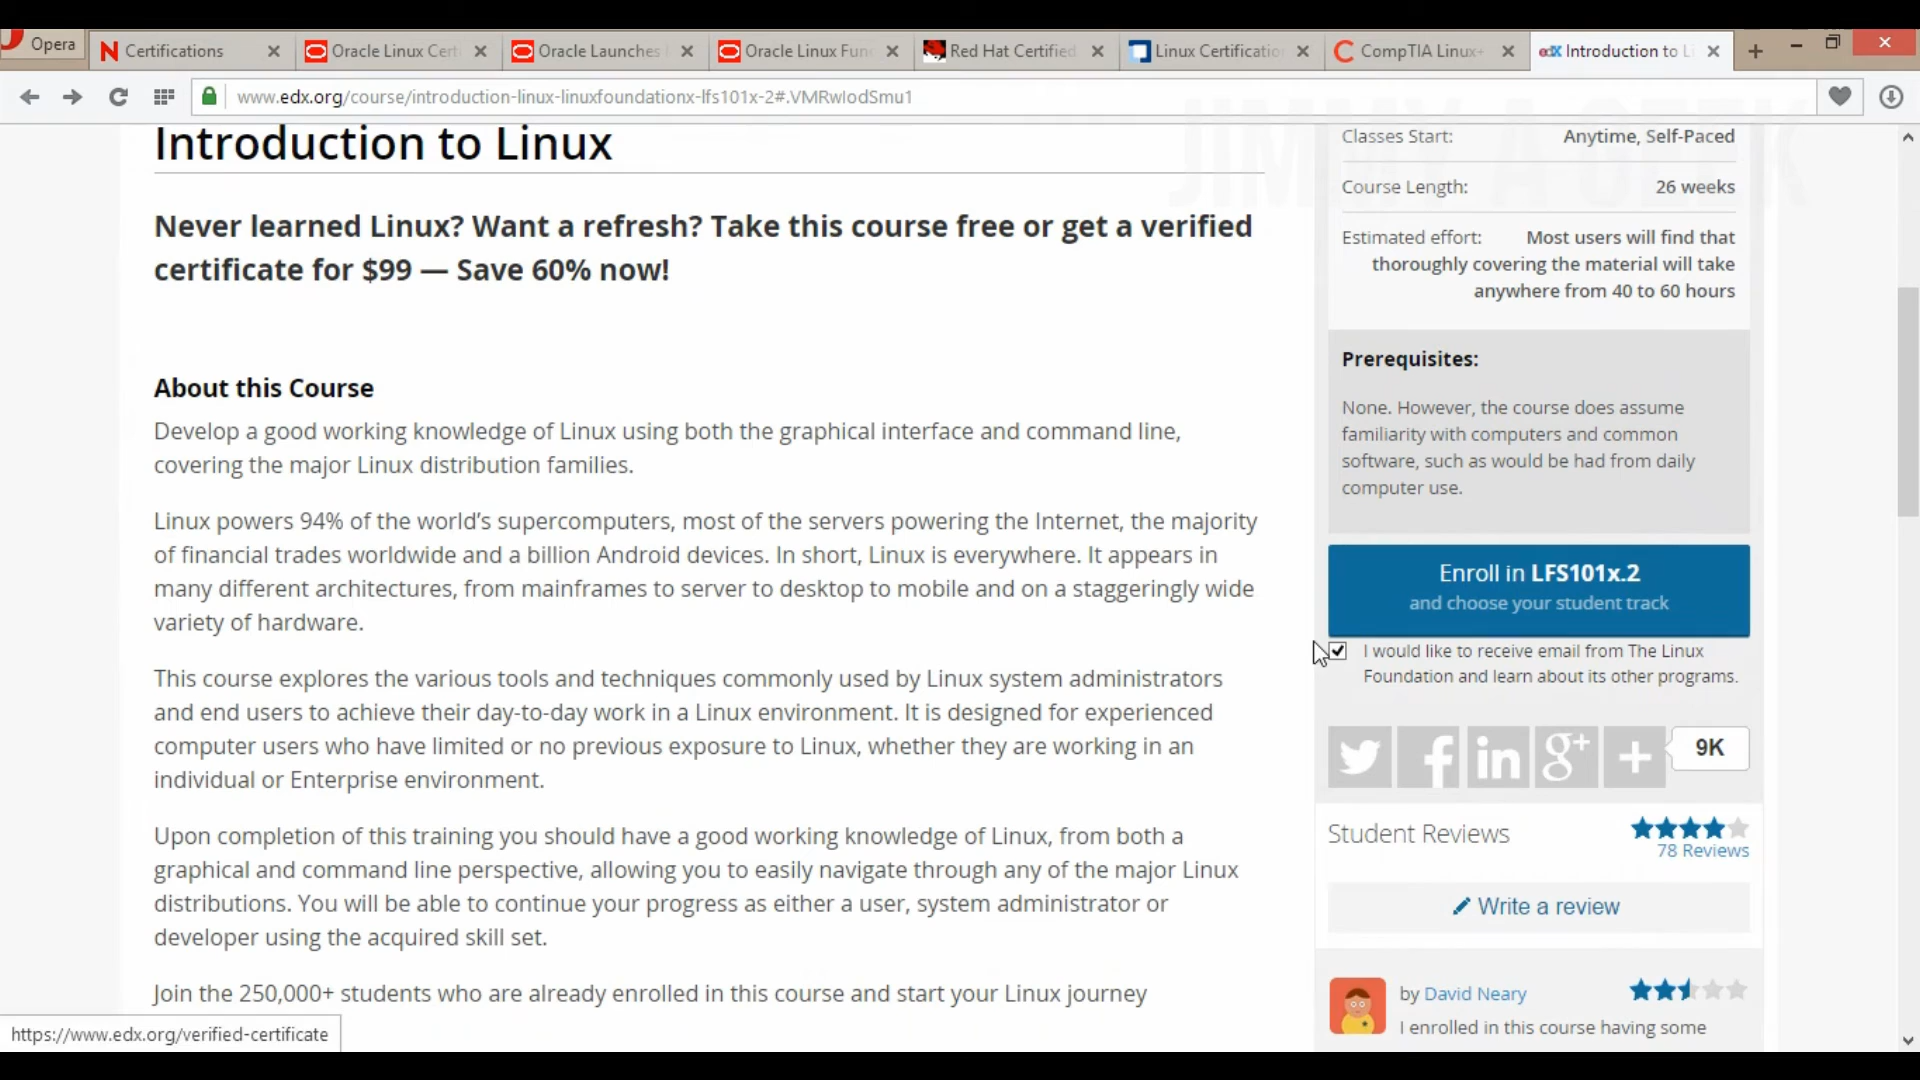 Opera
Certifications
Oracle Linux Cert
Oracle Launches
Oracle Linux Fun
Red Hat Certified
Linux Certificatio
CompTIA Linux+
edX Introduction to Li
www.edx.org/course/introduction-linux-linuxfoundationx-lfs101x-2#.VMRwIodSmu1
JIMMY A GEEK
Introduction to Linux
Never learned Linux? Want a refresh? Take this course free or get a verified
certificate for $99 — Save 60% now!
About this Course
Develop a good working knowledge of Linux using both the graphical interface and command line,
covering the major Linux distribution families.
Linux powers 94% of the world’s supercomputers, most of the servers powering the Internet, the majority
of financial trades worldwide and a billion Android devices. In short, Linux is everywhere. It appears in
many different architectures, from mainframes to server to desktop to mobile and on a staggeringly wide
variety of hardware.
This course explores the various tools and techniques commonly used by Linux system administrators
and end users to achieve their day-to-day work in a Linux environment. It is designed for experienced
computer users who have limited or no previous exposure to Linux, whether they are working in an
individual or Enterprise environment.
Upon completion of this training you should have a good working knowledge of Linux, from both a
graphical and command line perspective, allowing you to easily navigate through any of the major Linux
distributions. You will be able to continue your progress as either a user, system administrator or
developer using the acquired skill set.
Join the 250,000+ students who are already enrolled in this course and start your Linux journey
https://www.edx.org/verified-certificate
Classes Start: Anytime, Self-Paced
Course Length: 26 weeks
Estimated effort: Most users will find that
thoroughly covering the material will take
anywhere from 40 to 60 hours
Prerequisites:
None. However, the course does assume
familiarity with computers and common
software, such as would be had from daily
computer use.
Enroll in LFS101x.2
and choose your student track
I would like to receive email from The Linux
Foundation and learn about its other programs.
9K
Student Reviews
78 Reviews
Write a review
by David Neary
I enrolled in this course having some